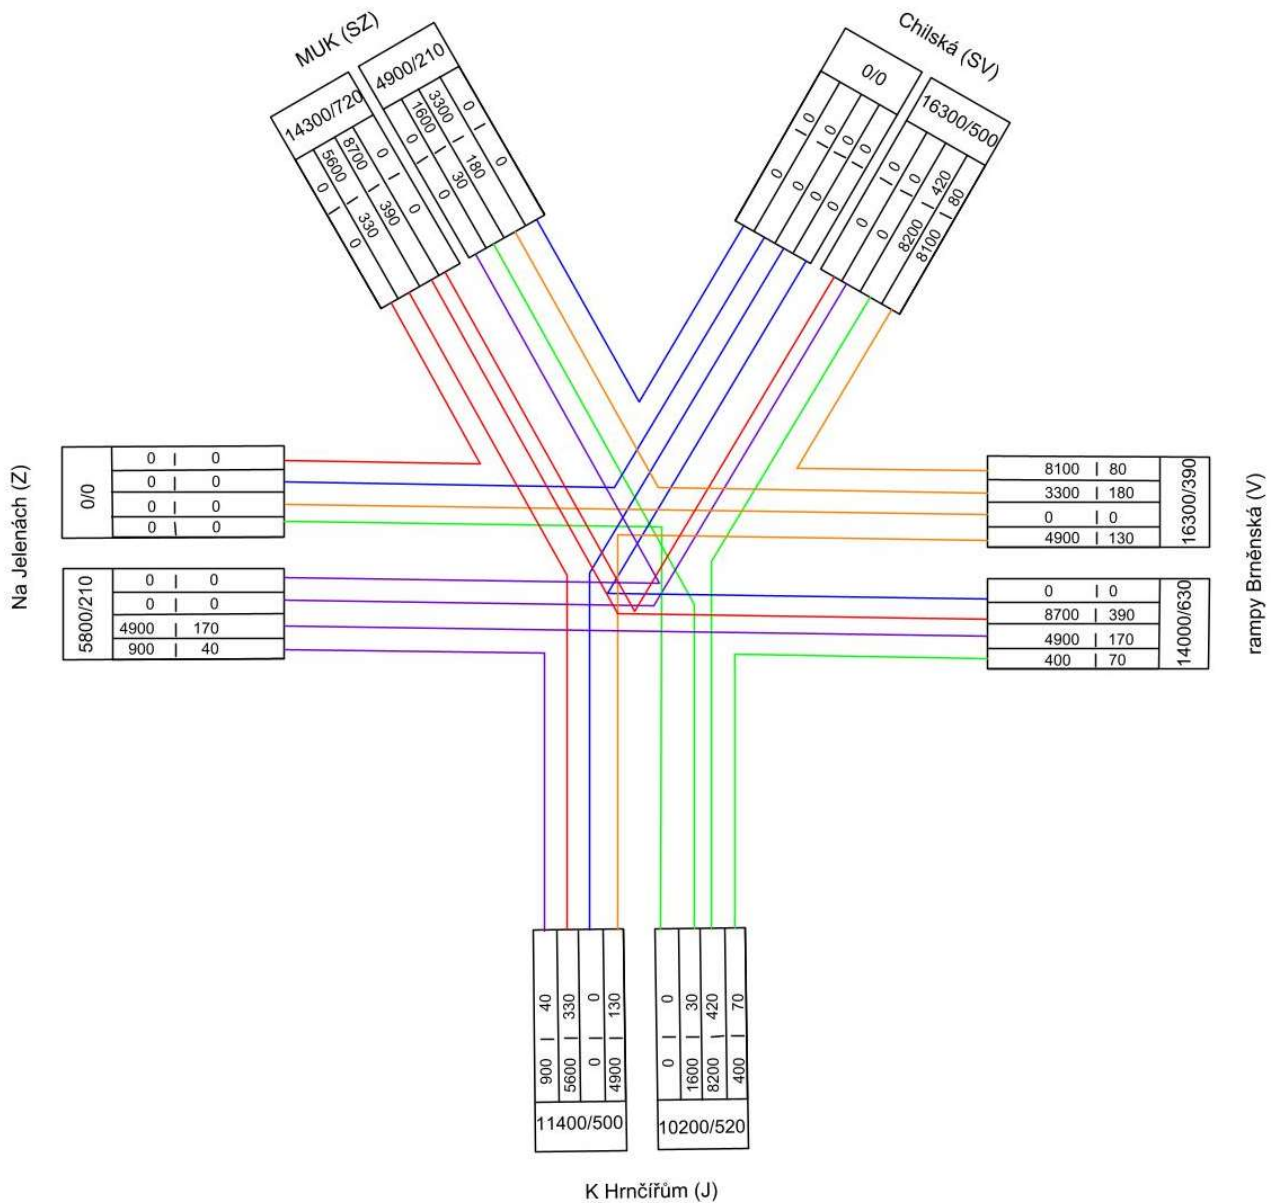 MUK (SZ)
14300/720
0 | 0
5600 | 330
8700 | 390
0 | 0
4900/210
0 | 0
1600 | 30
3300 | 180
0 | 0
Chilská (SV)
0/0
0 | 0
0 | 0
0 | 0
0 | 0
16300/500
0 | 0
0 | 0
8200 | 420
8100 | 80
Na Jelenách (Z)
0/0
0 | 0
0 | 0
0 | 0
0 \ 0
5800/210
0 | 0
0 | 0
4900 | 170
900 | 40
rampy Brněnská (V)
8100 | 80
3300 | 180
0 | 0
4900 | 130
16300/390
0 | 0
8700 | 390
4900 | 170
400 | 70
14000/630
900 | 40
5600 | 330
0 | 0
4900 | 130
11400/500
0 | 0
1600 | 30
8200 | 420
400 | 70
10200/520
K Hrnčířům (J)